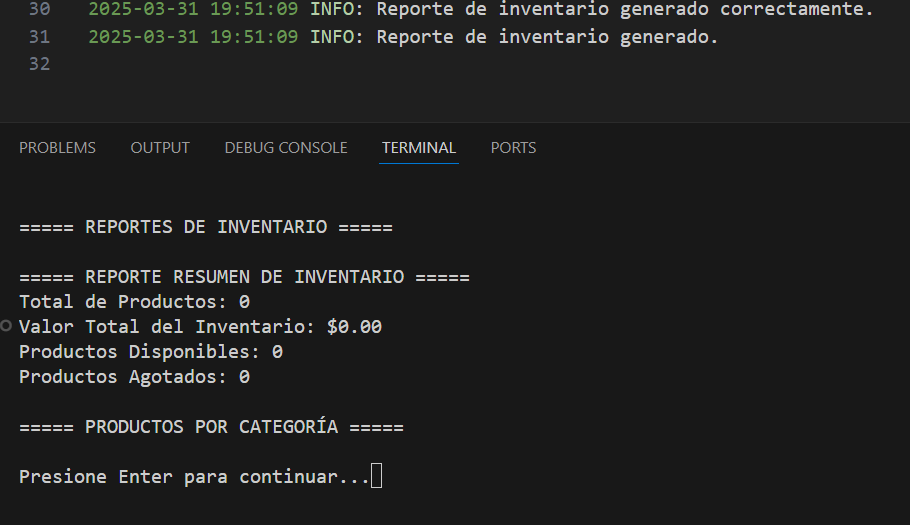 30 2025-03-31 19:51:09 INFO: Reporte de inventario generado correctamente.
31 2025-03-31 19:51:09 INFO: Reporte de inventario generado.
32
PROBLEMS OUTPUT DEBUG CONSOLE TERMINAL PORTS
===== REPORTES DE INVENTARIO =====
===== REPORTE RESUMEN DE INVENTARIO =====
Total de Productos: 0
Valor Total del Inventario: $0.00
Productos Disponibles: 0
Productos Agotados: 0
===== PRODUCTOS POR CATEGORÍA =====
Presione Enter para continuar...